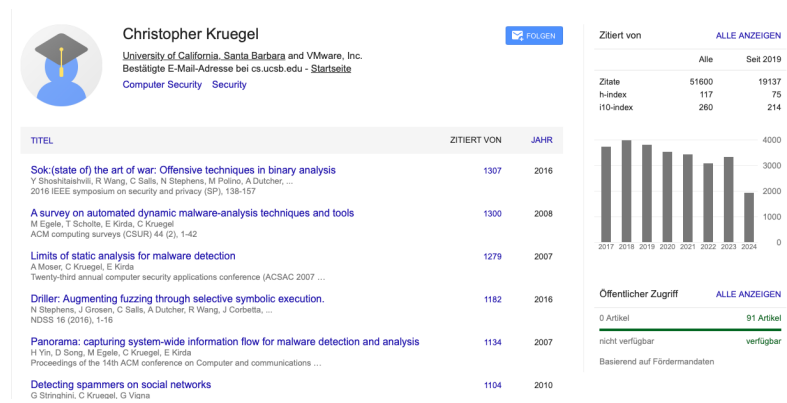 Christopher Kruegel
FOLGEN
University of California, Santa Barbara and VMware, Inc.
Bestätigte E-Mail-Adresse bei cs.ucsb.edu - Startseite
Computer Security Security
TITEL ZITIERT VON JAHR
Sok:(state of) the art of war: Offensive techniques in binary analysis 1307 2016
Y Shoshitaishvili, R Wang, C Salls, N Stephens, M Polino, A Dutcher, ...
2016 IEEE symposium on security and privacy (SP), 138-157
A survey on automated dynamic malware-analysis techniques and tools 1300 2008
M Egele, T Scholte, E Kirda, C Kruegel
ACM computing surveys (CSUR) 44 (2), 1-42
Limits of static analysis for malware detection 1279 2007
A Moser, C Kruegel, E Kirda
Twenty-third annual computer security applications conference (ACSAC 2007 ...
Driller: Augmenting fuzzing through selective symbolic execution. 1182 2016
N Stephens, J Grosen, C Salls, A Dutcher, R Wang, J Corbetta, ...
NDSS 16 (2016), 1-16
Panorama: capturing system-wide information flow for malware detection and analysis 1134 2007
H Yin, D Song, M Egele, C Kruegel, E Kirda
Proceedings of the 14th ACM conference on Computer and communications ...
Detecting spammers on social networks 1104 2010
G Stringhini, C Kruegel, G Vigna
Zitiert von ALLE ANZEIGEN
Alle Seit 2019
Zitate 51600 19137
h-index 117 75
i10-index 260 214
4000
3000
2000
1000
0
2017 2018 2019 2020 2021 2022 2023 2024
Öffentlicher Zugriff ALLE ANZEIGEN
0 Artikel 91 Artikel
nicht verfügbar verfügbar
Basierend auf Fördermandaten